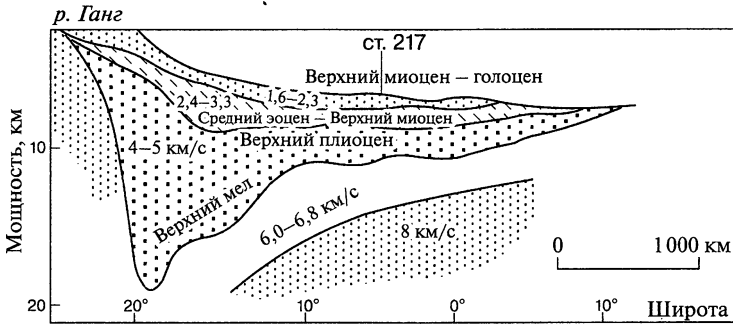 р. Ганг
ст. 217
Верхний миоцен – голоцен
2,4–3,3
1,6–2,3
Средний эоцен – Верхний миоцен
4–5 км/с
Верхний плиоцен
Верхний мел
6,0–6,8 км/с
8 км/с
0 1000 км
Мощность, км
10
20
20° 20° 10° 0° 10° Широта